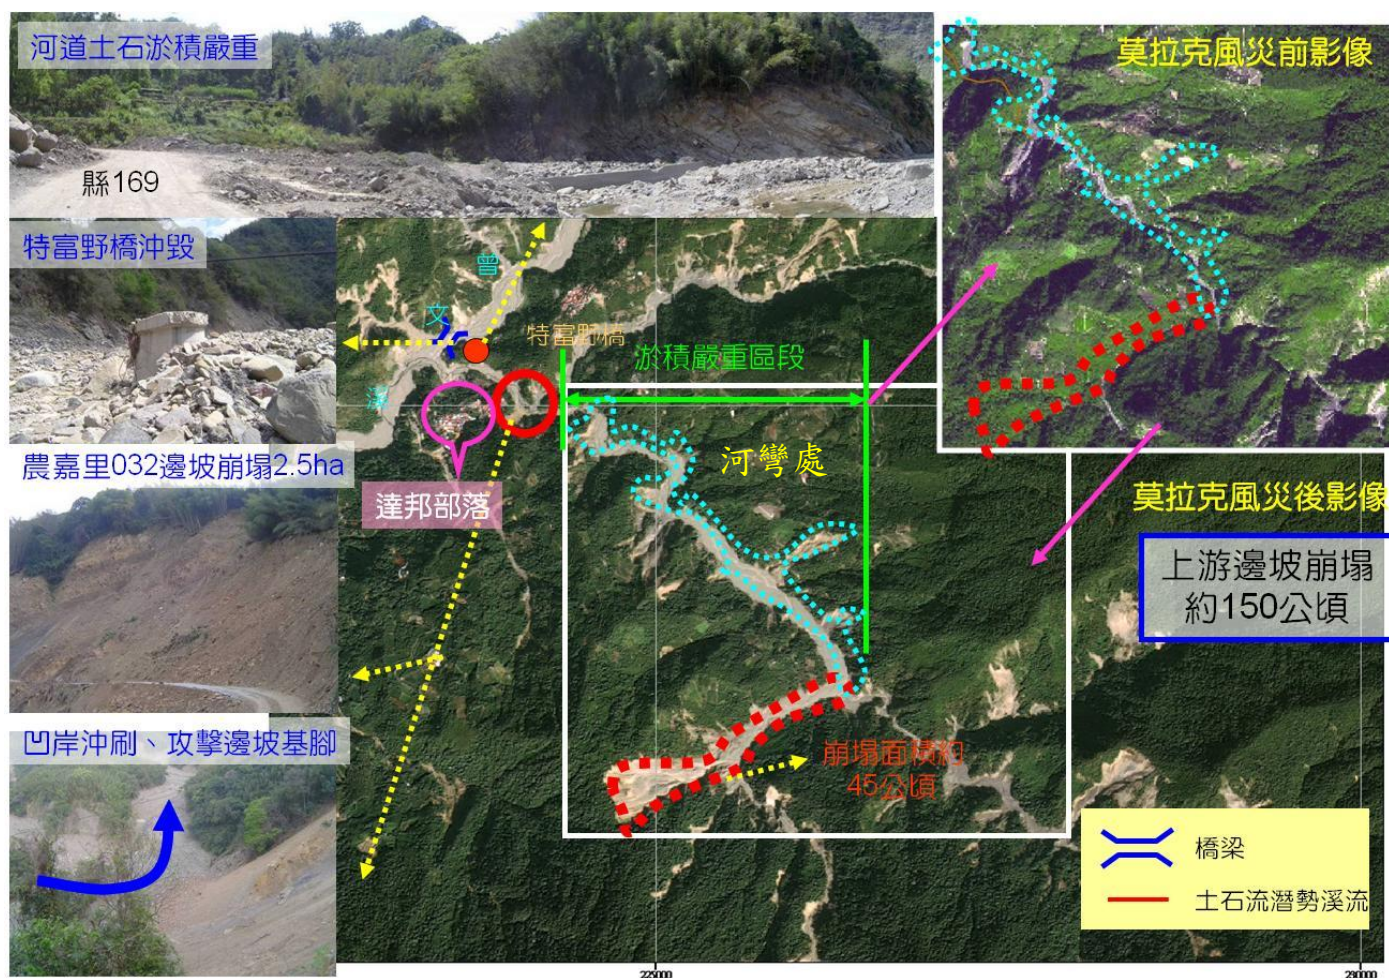 河道土石淤積嚴重
莫拉克風災前影像
縣169
特富野橋沖毀
曾
文
溪
特富野橋
淤積嚴重區段
農嘉里032邊坡崩塌2.5ha
河彎處
達邦部落
莫拉克風災後影像
上游邊坡崩塌
約150公頃
凹岸沖刷、攻擊邊坡基腳
崩塌面積約
45公頃
橋梁
土石流潛勢溪流
225000
230000